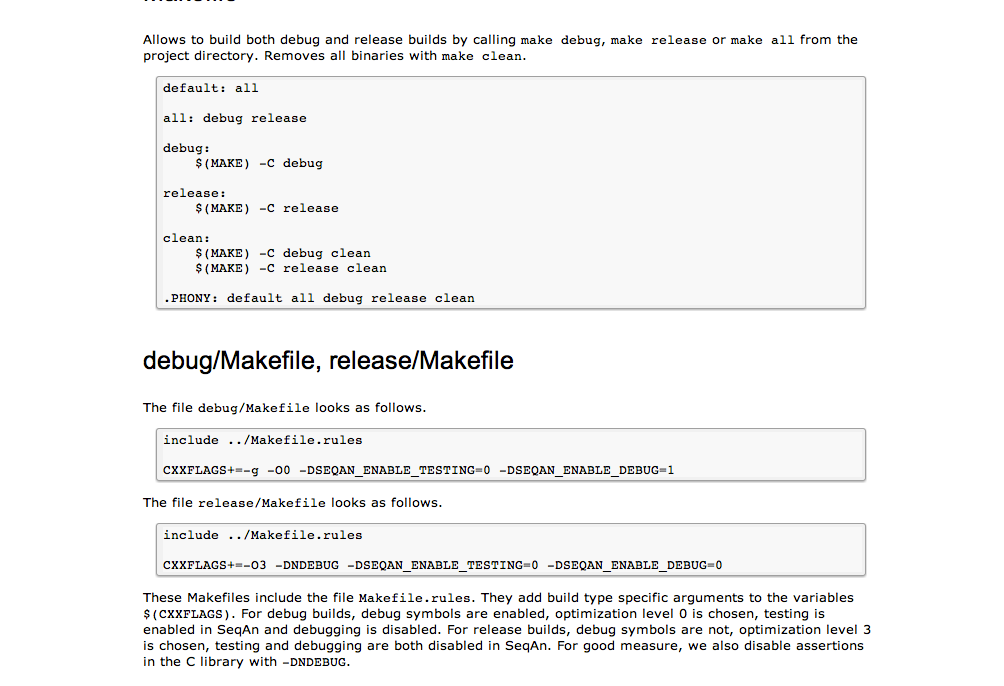 Allows to build both debug and release builds by calling make debug, make release or make all from the
project directory. Removes all binaries with make clean.
default: all
all: debug release
debug:
    $(MAKE) -C debug
release:
    $(MAKE) -C release
clean:
    $(MAKE) -C debug clean
    $(MAKE) -C release clean
.PHONY: default all debug release clean
debug/Makefile, release/Makefile
The file debug/Makefile looks as follows.
include ../Makefile.rules
CXXFLAGS+=-g -O0 -DSEQAN_ENABLE_TESTING=0 -DSEQAN_ENABLE_DEBUG=1
The file release/Makefile looks as follows.
include ../Makefile.rules
CXXFLAGS+=-O3 -DNDEBUG -DSEQAN_ENABLE_TESTING=0 -DSEQAN_ENABLE_DEBUG=0
These Makefiles include the file Makefile.rules. They add build type specific arguments to the variables
$(CXXFLAGS). For debug builds, debug symbols are enabled, optimization level 0 is chosen, testing is
enabled in SeqAn and debugging is disabled. For release builds, debug symbols are not, optimization level 3
is chosen, testing and debugging are both disabled in SeqAn. For good measure, we also disable assertions
in the C library with -DNDEBUG.